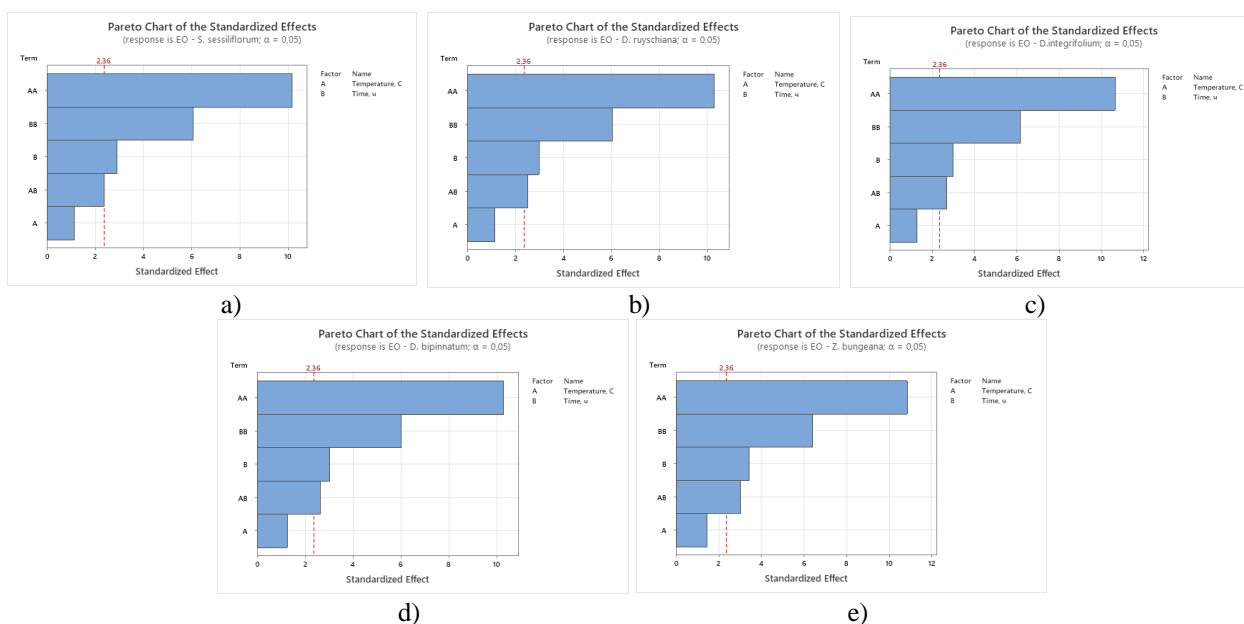 Pareto Chart of the Standardized Effects
(response is EO - S. sessiliflorum; α = 0,05)
Term
2,36
Factor Name
A Temperature, C
B Time, ч
AA
BB
B
AB
A
0 2 4 6 8 10
Standardized Effect
a)
Pareto Chart of the Standardized Effects
(response is EO - D. ruyschiana; α = 0,05)
Term
2,36
Factor Name
A Temperature, C
B Time, ч
AA
BB
B
AB
A
0 2 4 6 8 10
Standardized Effect
b)
Pareto Chart of the Standardized Effects
(response is EO - D.integrifolium; α = 0,05)
Term
2,36
Factor Name
A Temperature, C
B Time, ч
AA
BB
B
AB
A
0 2 4 6 8 10 12
Standardized Effect
c)
Pareto Chart of the Standardized Effects
(response is EO - D. bipinnatum; α = 0,05)
Term
2,36
Factor Name
A Temperature, C
B Time, ч
AA
BB
B
AB
A
0 2 4 6 8 10
Standardized Effect
d)
Pareto Chart of the Standardized Effects
(response is EO - Z. bungeana; α = 0,05)
Term
2,36
Factor Name
A Temperature, C
B Time, ч
AA
BB
B
AB
A
0 2 4 6 8 10 12
Standardized Effect
e)